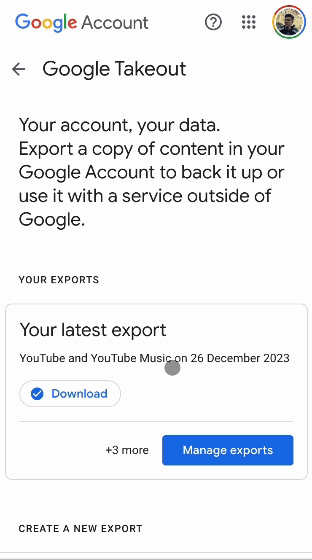 Google Account
Google Takeout
Your account, your data.
Export a copy of content in your
Google Account to back it up or
use it with a service outside of
Google.
YOUR EXPORTS
Your latest export
YouTube and YouTube Music on 26 December 2023
Download
+3 more
Manage exports
CREATE A NEW EXPORT